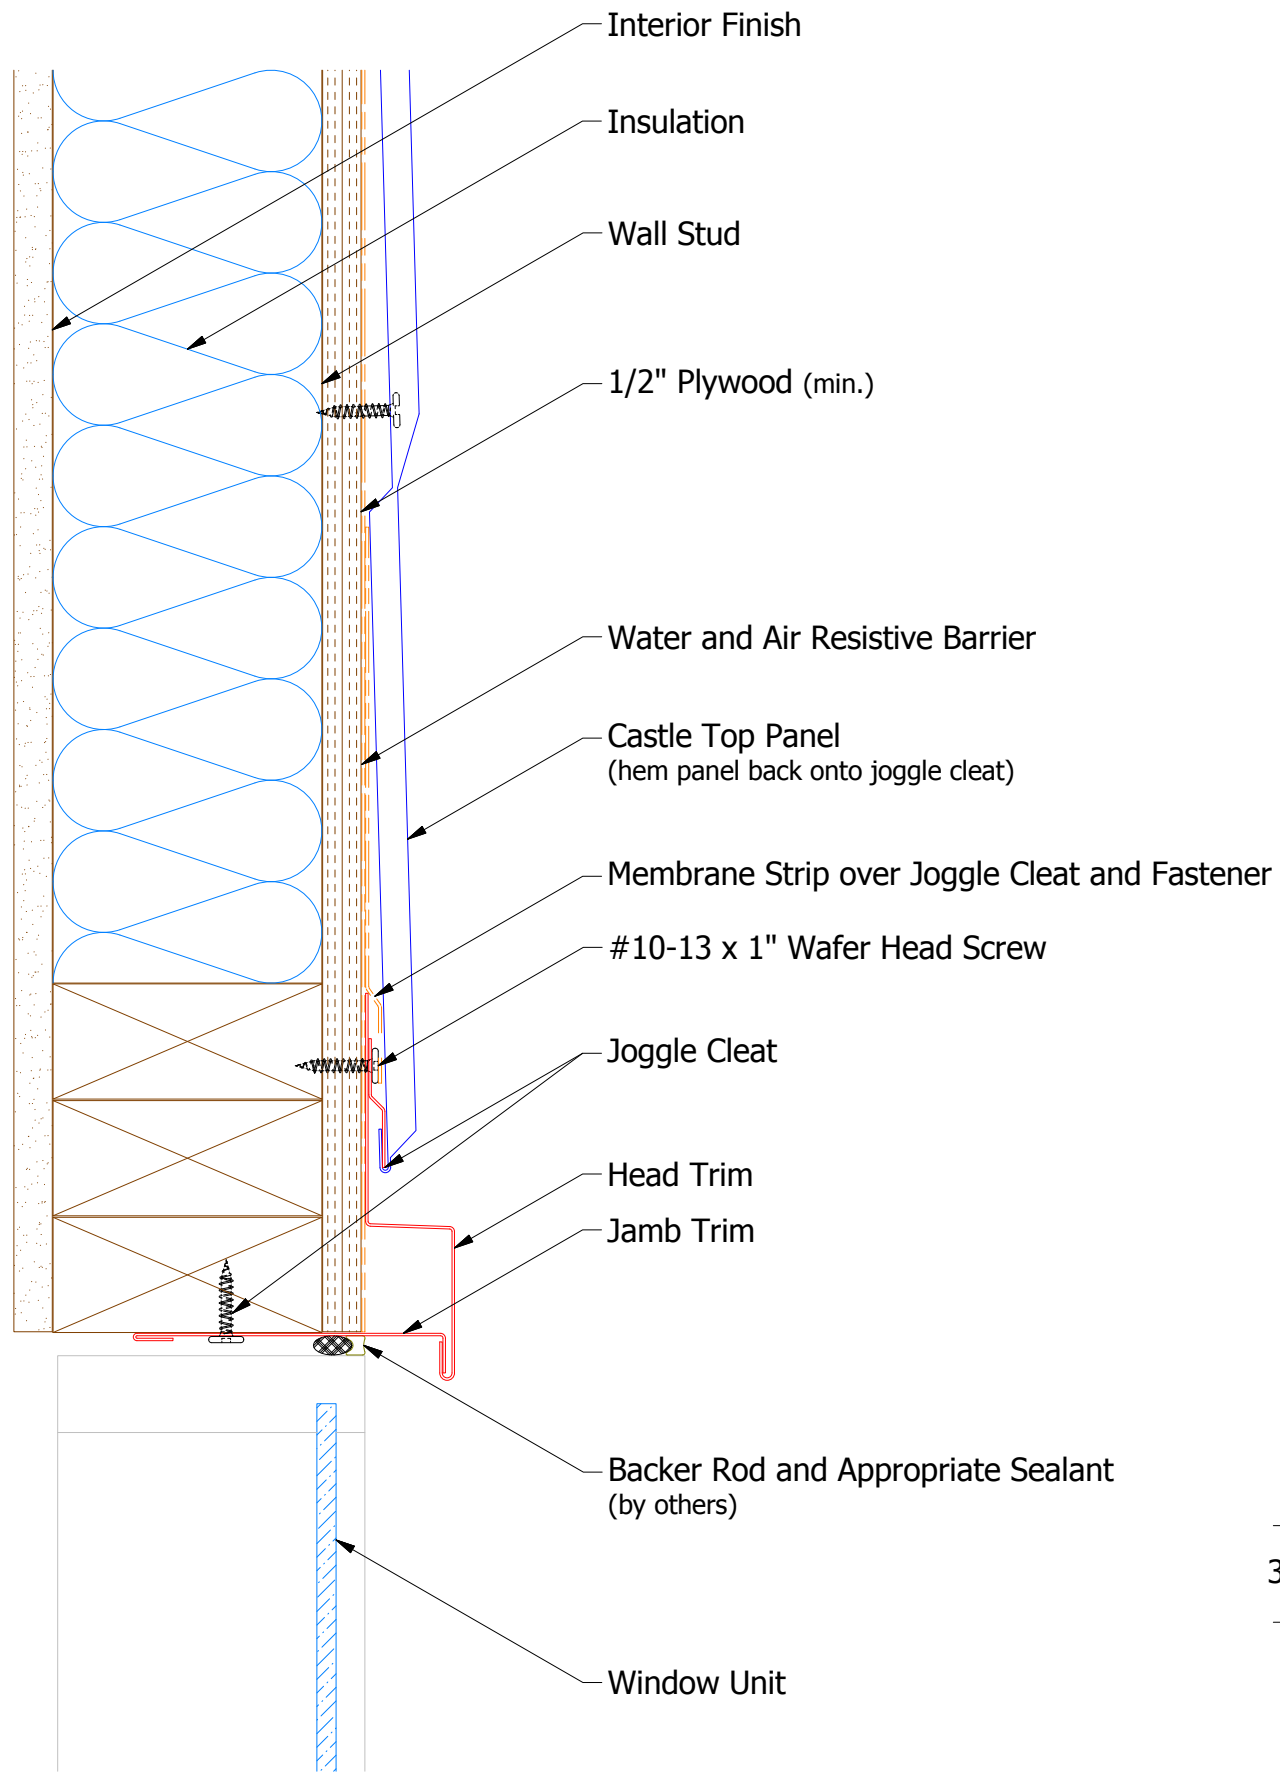 Interior Finish
Insulation
Wall Stud
1/2" Plywood (min.)
Water and Air Resistive Barrier
Castle Top Panel
(hem panel back onto joggle cleat)
Membrane Strip over Joggle Cleat and Fastener
#10-13 x 1" Wafer Head Screw
Joggle Cleat
Head Trim
Jamb Trim
Backer Rod and Appropriate Sealant
(by others)
Window Unit